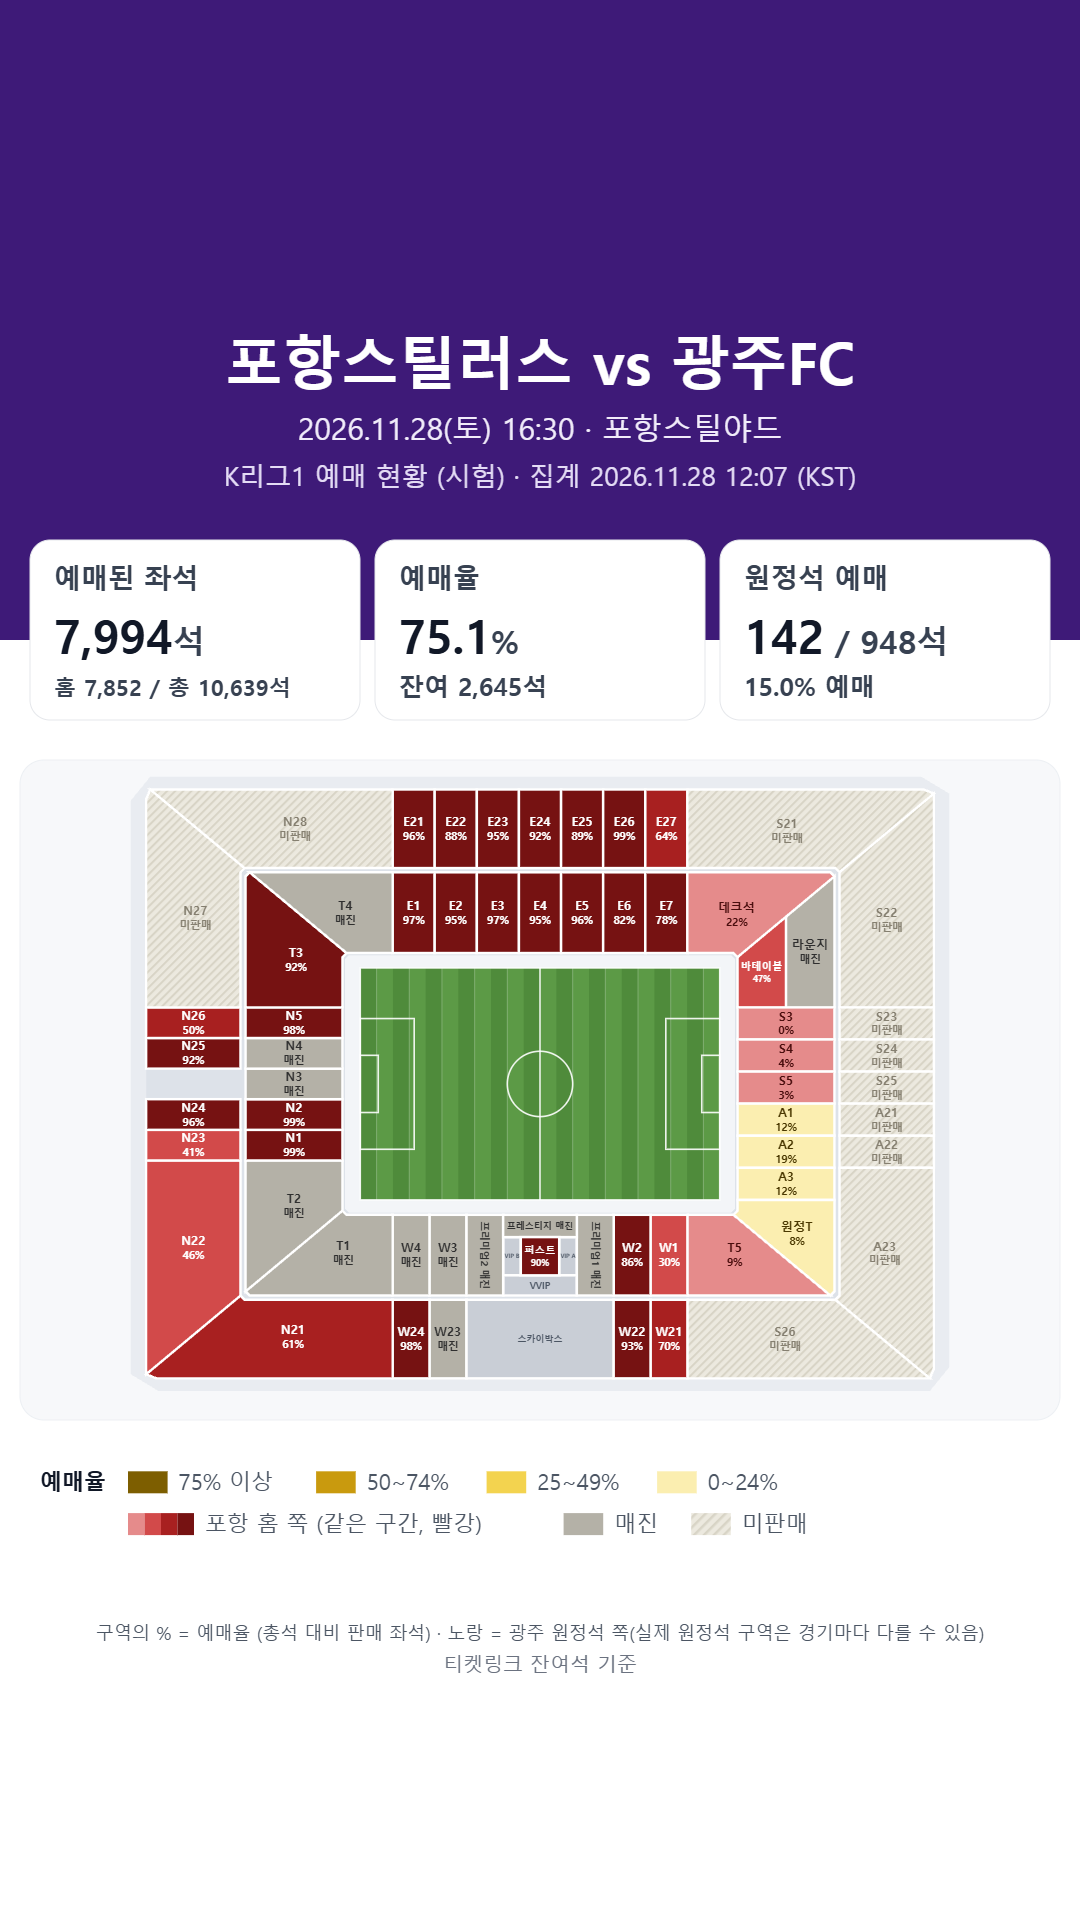 포항스틸러스 vs 광주FC
2026.11.28(토) 16:30 · 포항스틸야드
K리그1 예매 현황 (시험) · 집계 2026.11.28 12:07 (KST)
예매된 좌석
7,994석
홈 7,852 / 총 10,639석
예매율
75.1%
잔여 2,645석
원정석 예매
142 / 948석
15.0% 예매
N28
미판매
E21
96%
E22
88%
E23
95%
E24
92%
E25
89%
E26
99%
E27
64%
S21
미판매
N27
미판매
T4
매진
E1
97%
E2
95%
E3
97%
E4
95%
E5
96%
E6
82%
E7
78%
데크석
22%
S22
미판매
T3
92%
바테이블
47%
라운지
매진
N26
50%
N5
98%
S3
0%
S23
미판매
N25
92%
N4
매진
S4
4%
S24
미판매
N3
매진
S5
3%
S25
미판매
N24
96%
N2
99%
A1
12%
A21
미판매
N23
41%
N1
99%
A2
19%
A22
미판매
A3
12%
N22
46%
T2
매진
T1
매진
W4
매진
W3
매진
프리미엄2 매진
프레스티지 매진
VIP B
퍼스트
90%
VIP A
VVIP
프리미엄1 매진
W2
86%
W1
30%
T5
9%
원정T
8%
A23
미판매
N21
61%
W24
98%
W23
매진
스카이박스
W22
93%
W21
70%
S26
미판매
예매율 75% 이상 50~74% 25~49% 0~24%
포항 홈 쪽 (같은 구간, 빨강) 매진 미판매
구역의 % = 예매율 (총석 대비 판매 좌석) · 노랑 = 광주 원정석 쪽(실제 원정석 구역은 경기마다 다를 수 있음)
티켓링크 잔여석 기준